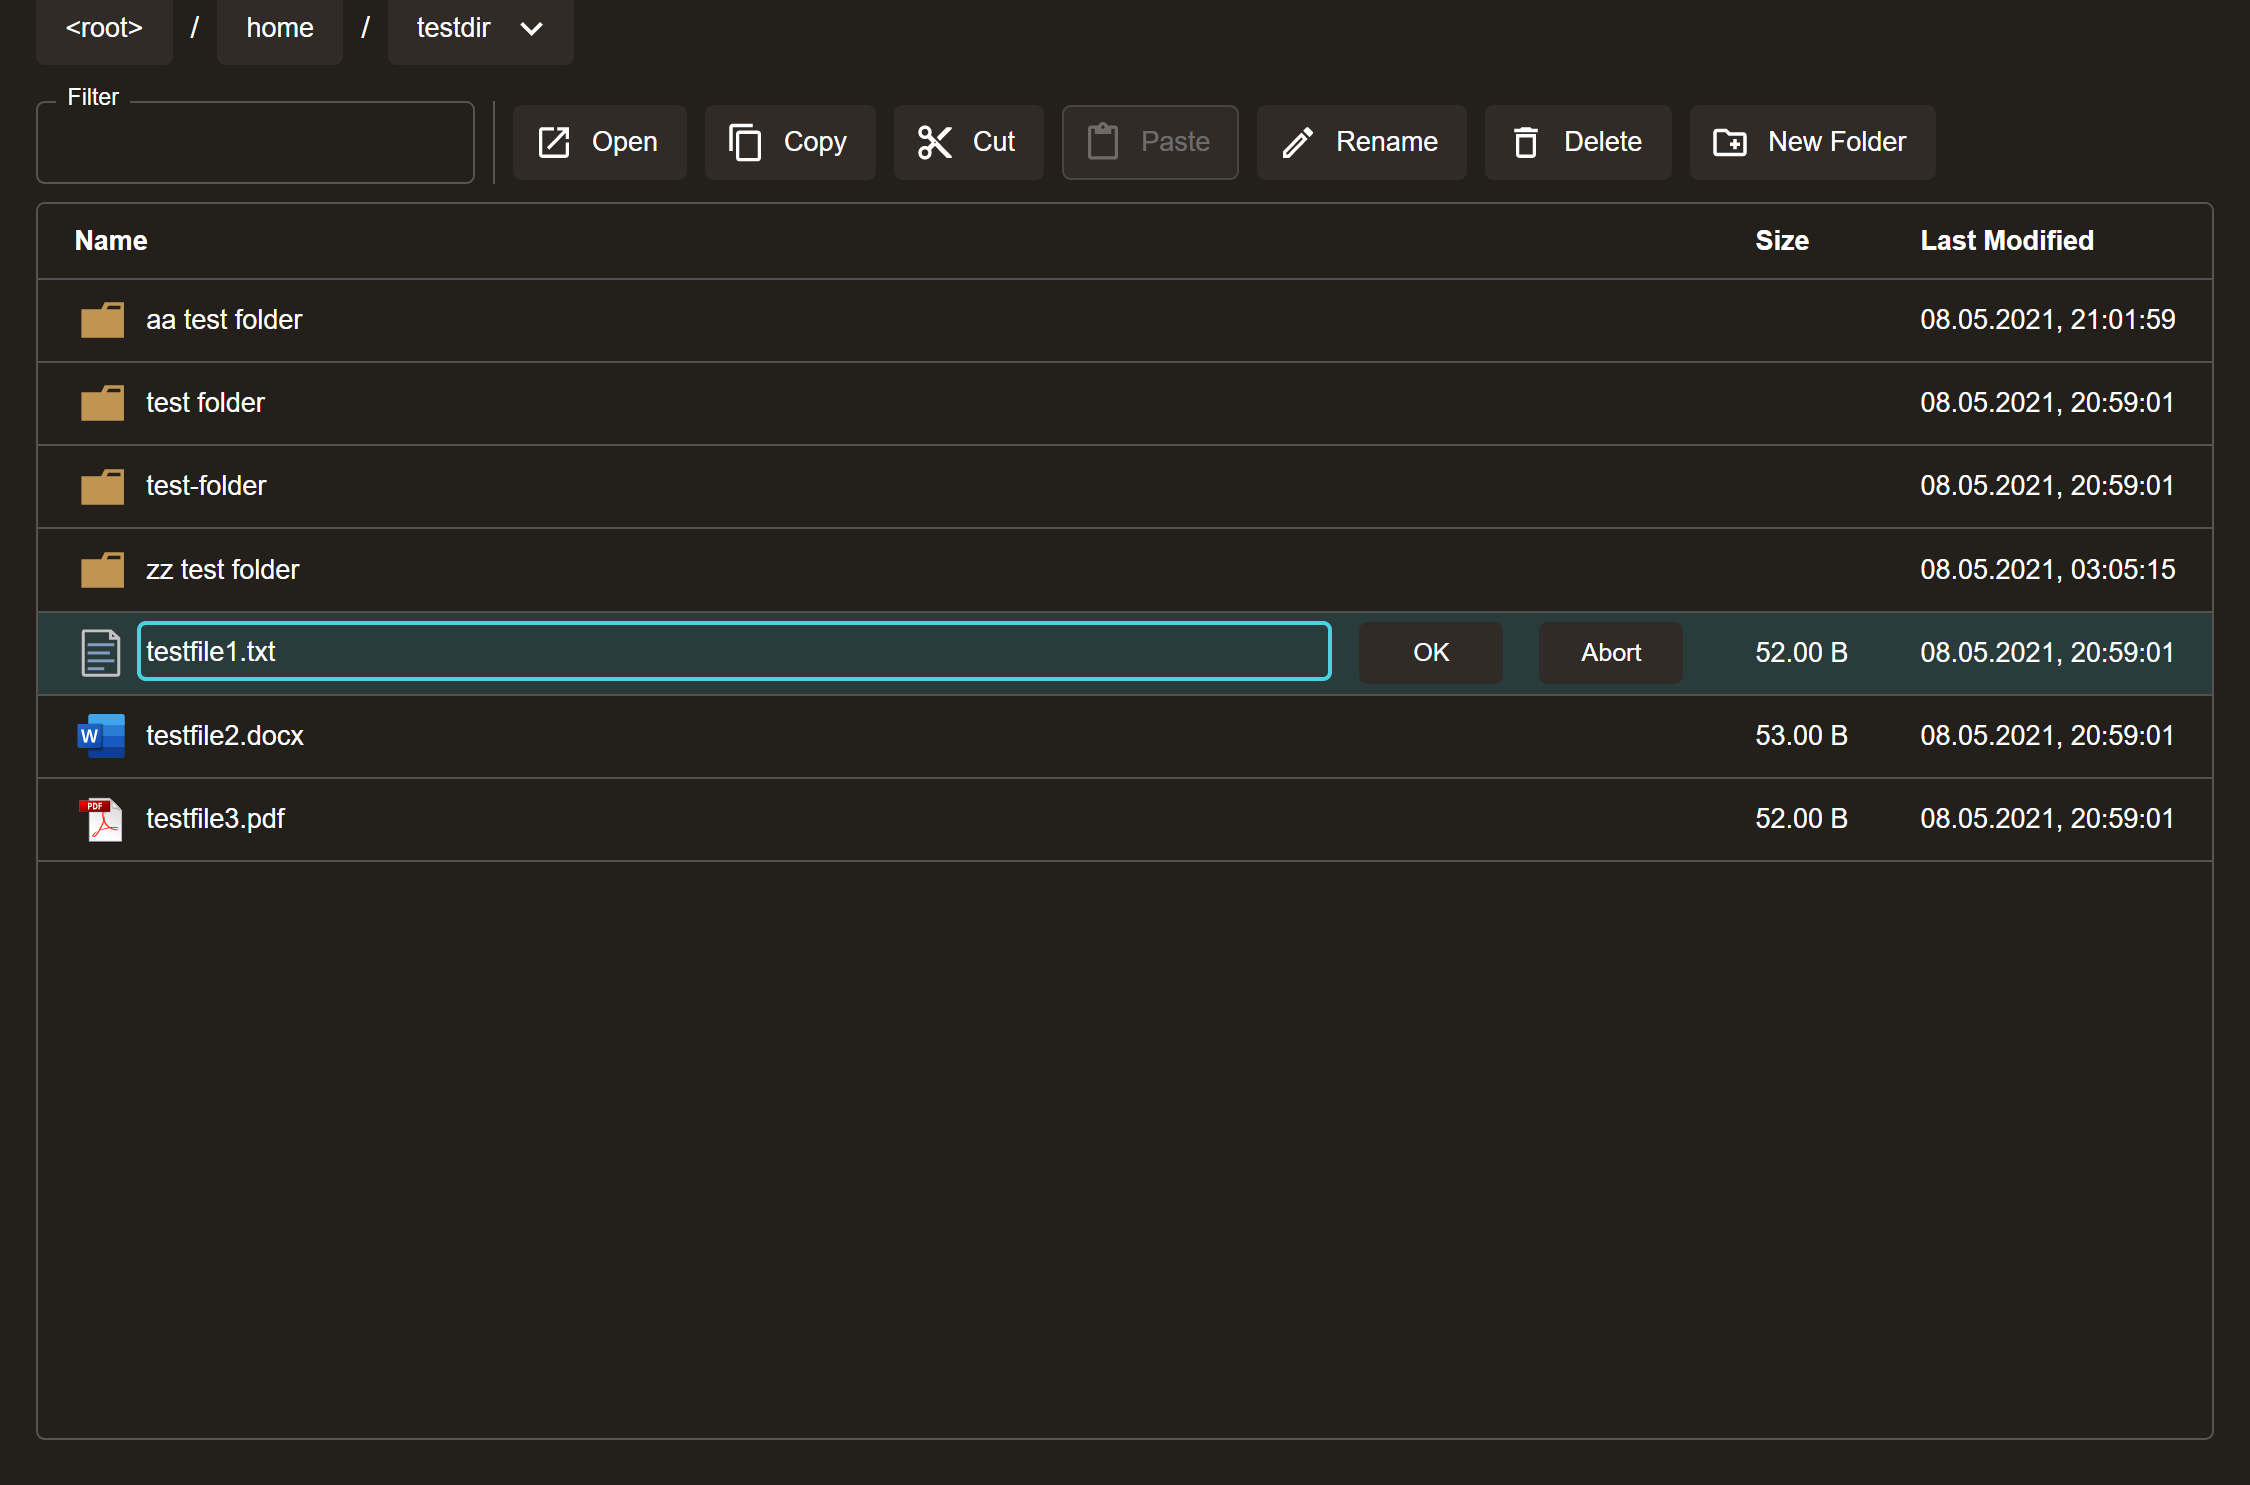 <root> / home / testdir
Filter
Open Copy Cut Paste Rename Delete New Folder
Name Size Last Modified
aa test folder 08.05.2021, 21:01:59
test folder 08.05.2021, 20:59:01
test-folder 08.05.2021, 20:59:01
zz test folder 08.05.2021, 03:05:15
testfile1.txt OK Abort 52.00 B 08.05.2021, 20:59:01
W testfile2.docx 53.00 B 08.05.2021, 20:59:01
PDF testfile3.pdf 52.00 B 08.05.2021, 20:59:01